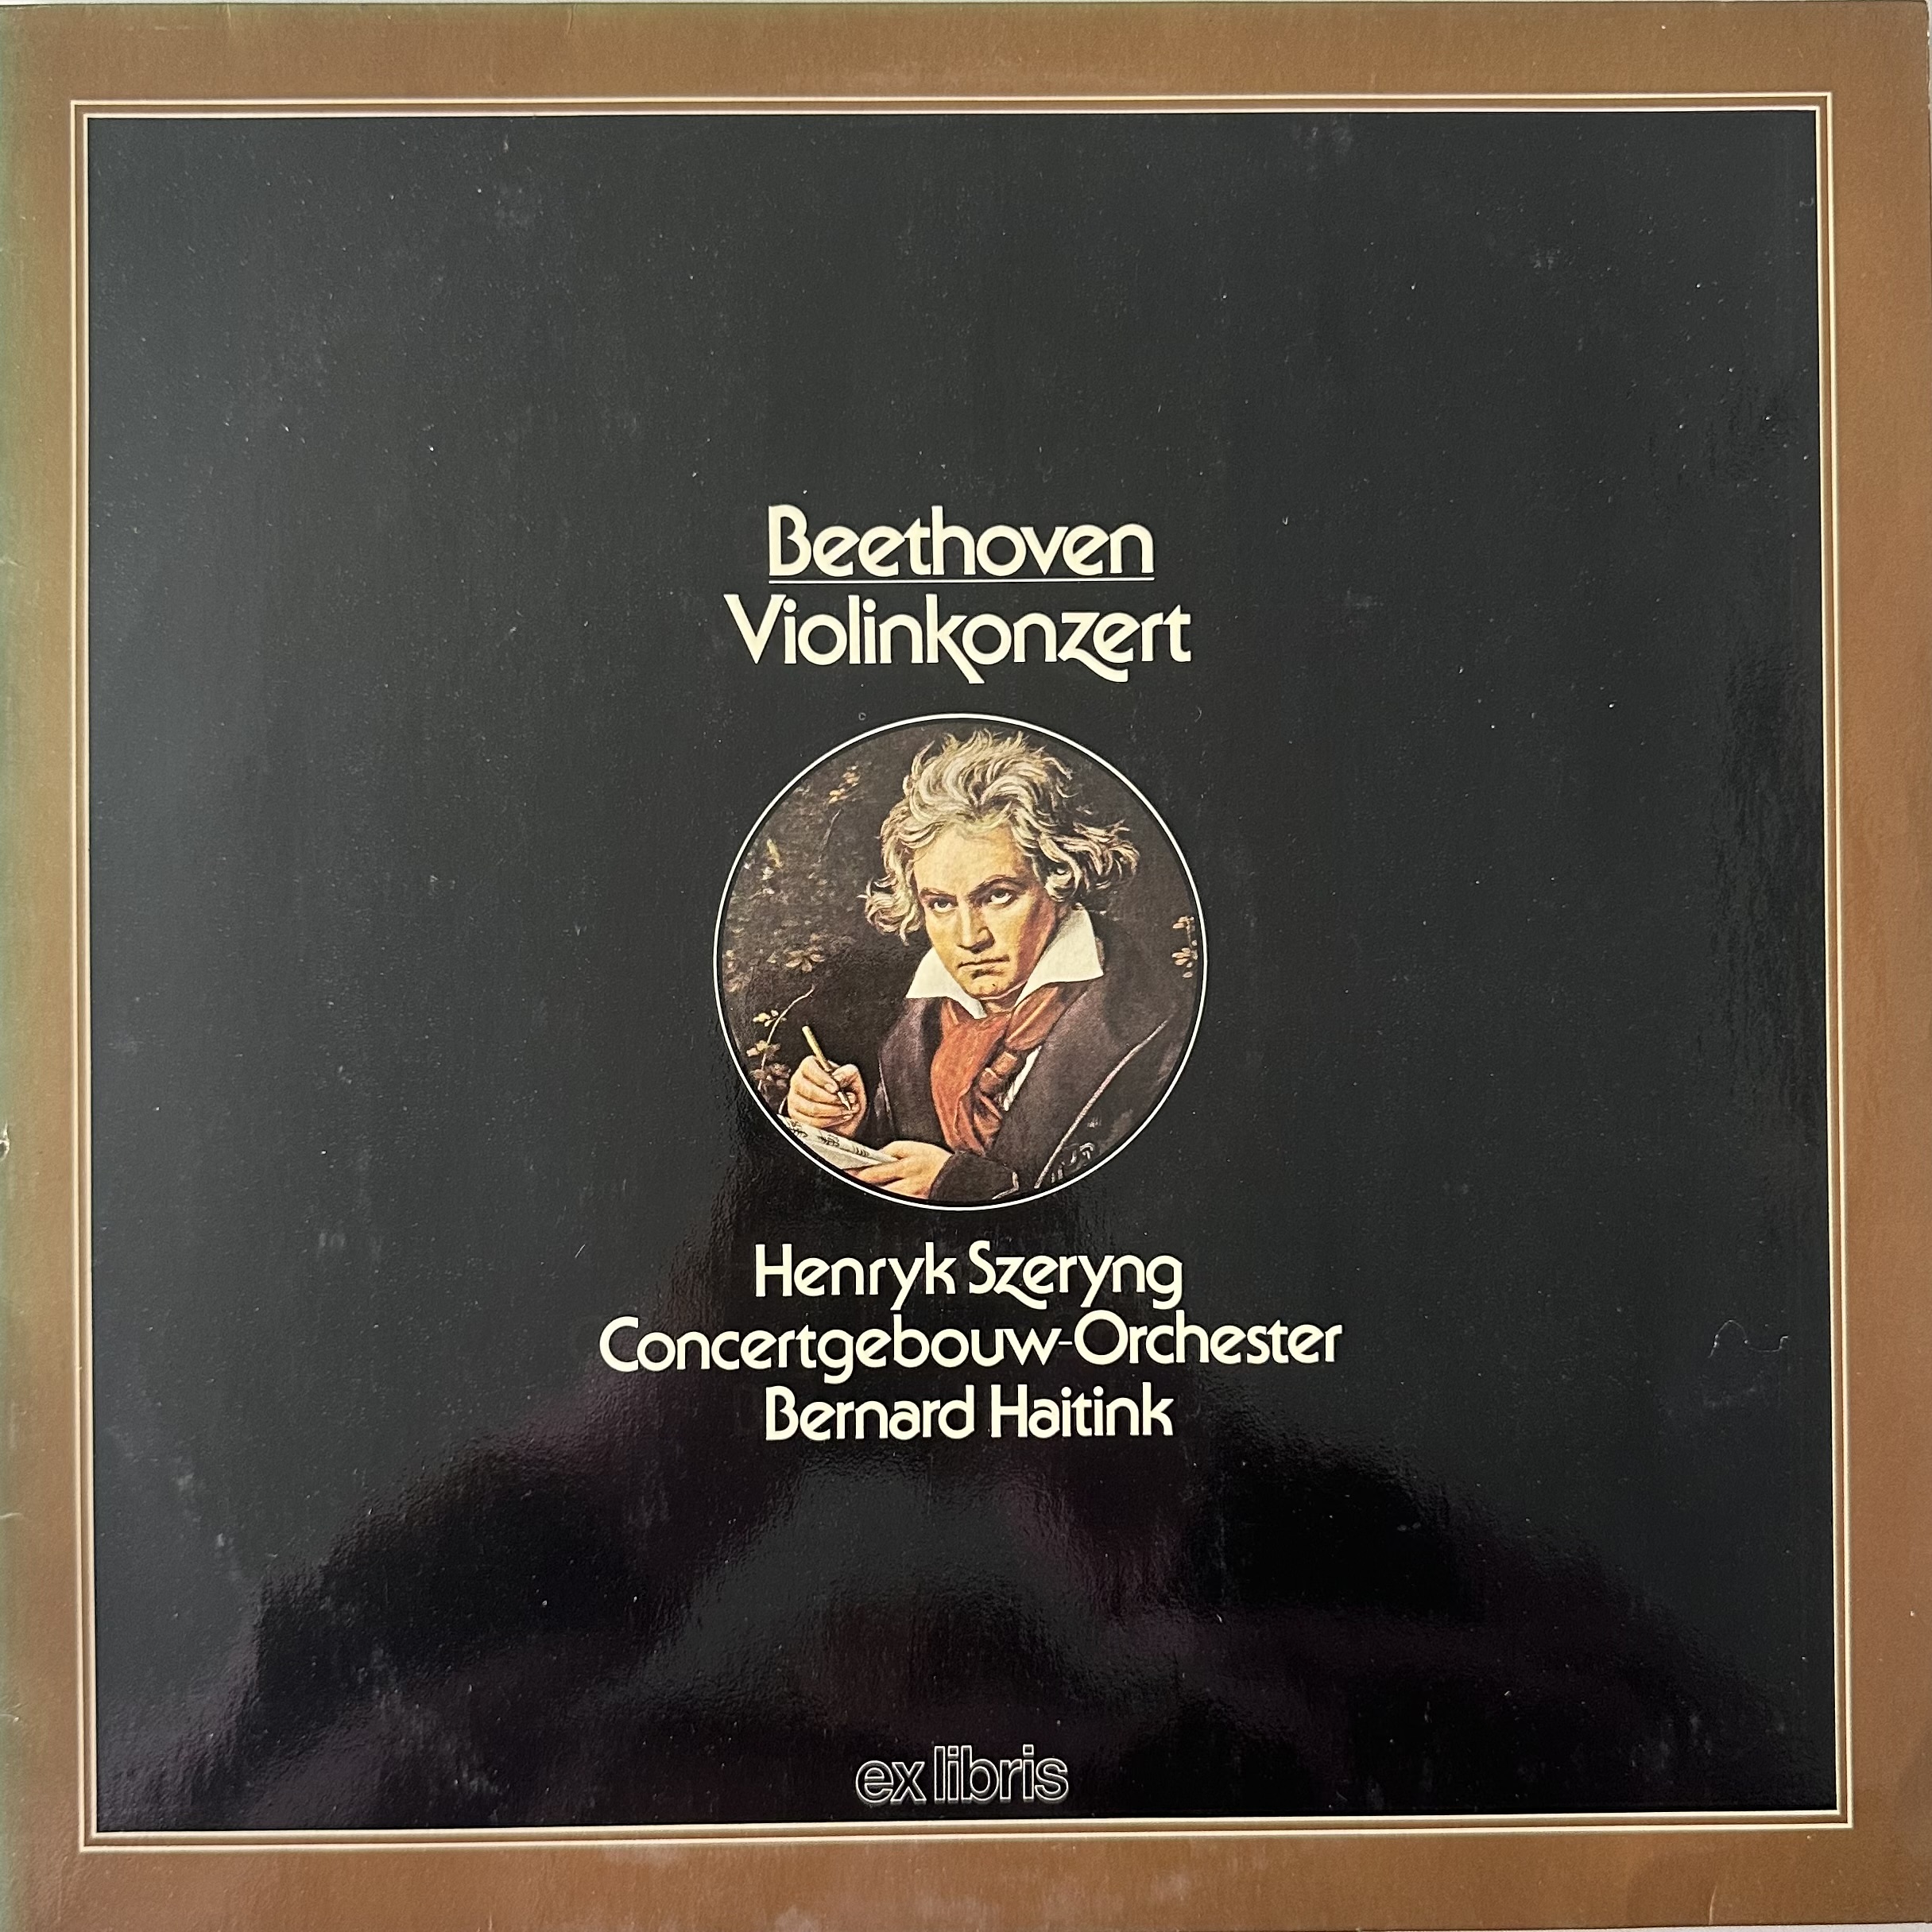 Beethoven
Violinkonzert
Henryk Szeryng
Concertgebouw-Orchester
Bernard Haitink
ex libris